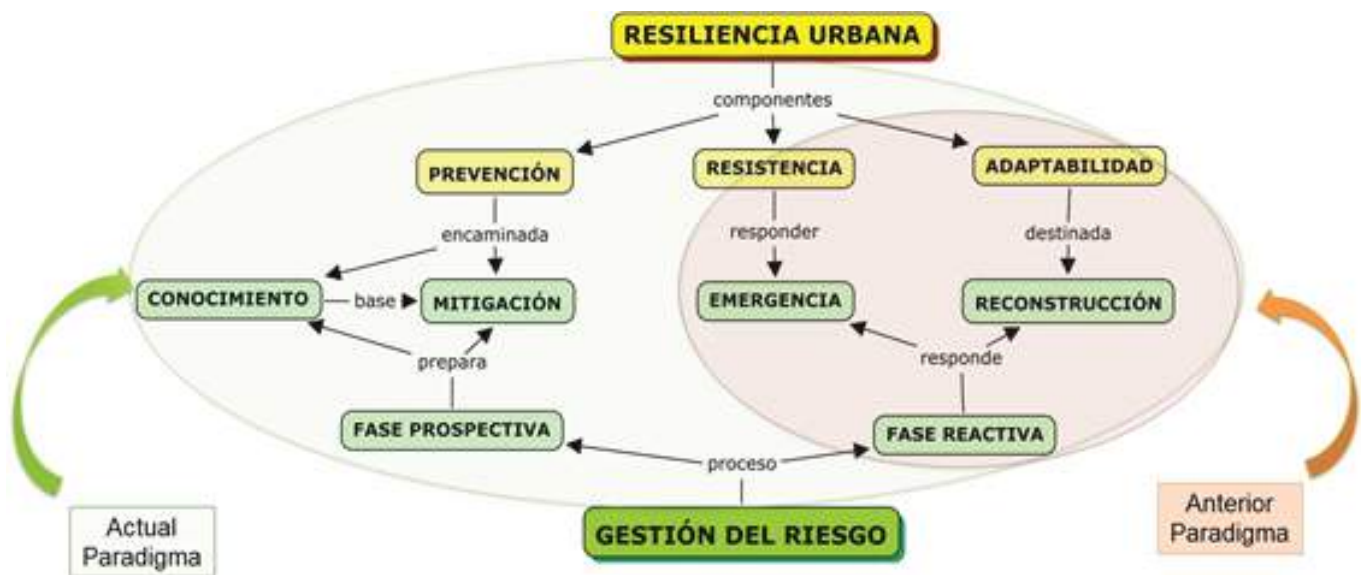 RESILIENCIA URBANA
componentes
PREVENCIÓN
RESISTENCIA
ADAPTABILIDAD
encaminada
responder
destinada
CONOCIMIENTO
base
MITIGACIÓN
EMERGENCIA
RECONSTRUCCIÓN
prepara
responde
FASE PROSPECTIVA
FASE REACTIVA
proceso
Actual
Paradigma
GESTIÓN DEL RIESGO
Anterior
Paradigma